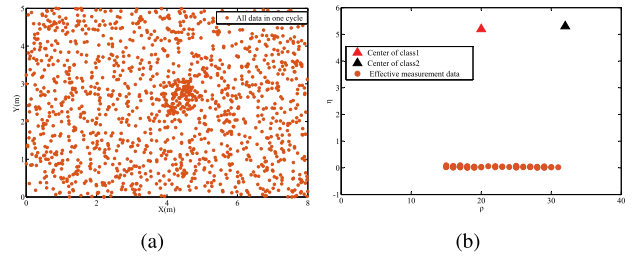 5
4
3
2
1
0
Y(m)
All data in one cycle
0
2
4
6
8
X(m)
(a)
6
5
4
3
2
1
0
-1
η
Center of class1
Center of class2
Effective measurement data
0
10
20
30
40
ρ
(b)